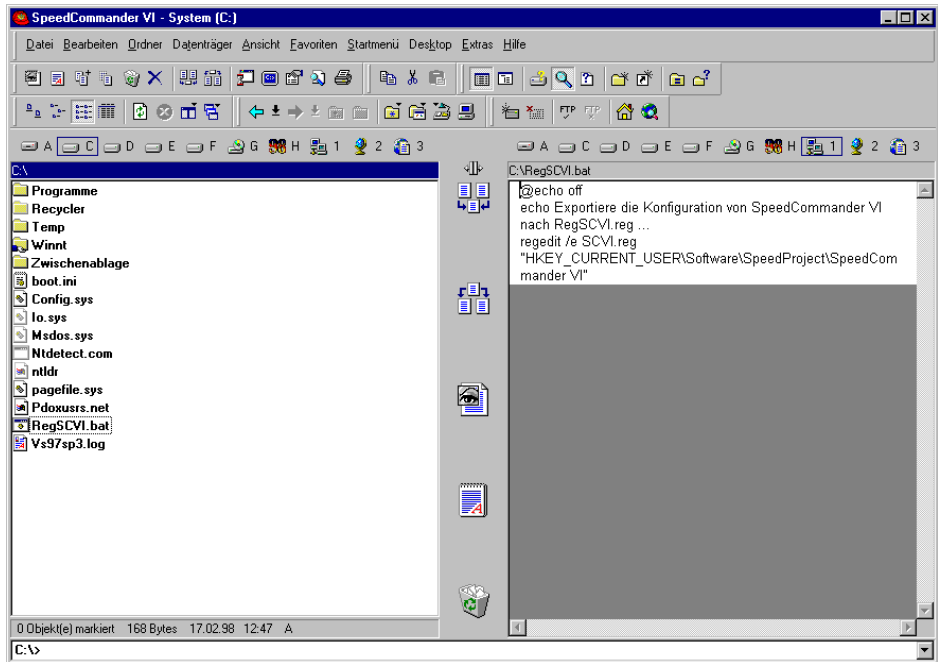 SpeedCommander VI - System (C:)
Datei Bearbeiten Ordner Datenträger Ansicht Favoriten Startmenü Desktop Extras Hilfe
FTP FTP
A C D E F G H 1 2 3
A C D E F G H 1 2 3
C:\
C:\RegSCVI.bat
Programme
Recycler
Temp
Winnt
Zwischenablage
boot.ini
Config.sys
Io.sys
Msdos.sys
Ntdetect.com
ntldr
pagefile.sys
Pdoxusrs.net
RegSCVI.bat
Vs97sp3.log
@echo off
echo Exportiere die Konfiguration von SpeedCommander VI
nach RegSCVI.reg ...
regedit /e SCVI.reg
"HKEY_CURRENT_USER\Software\SpeedProject\SpeedCom
mander VI"
0 Objekt(e) markiert 168 Bytes 17.02.98 12:47 A
C:\>